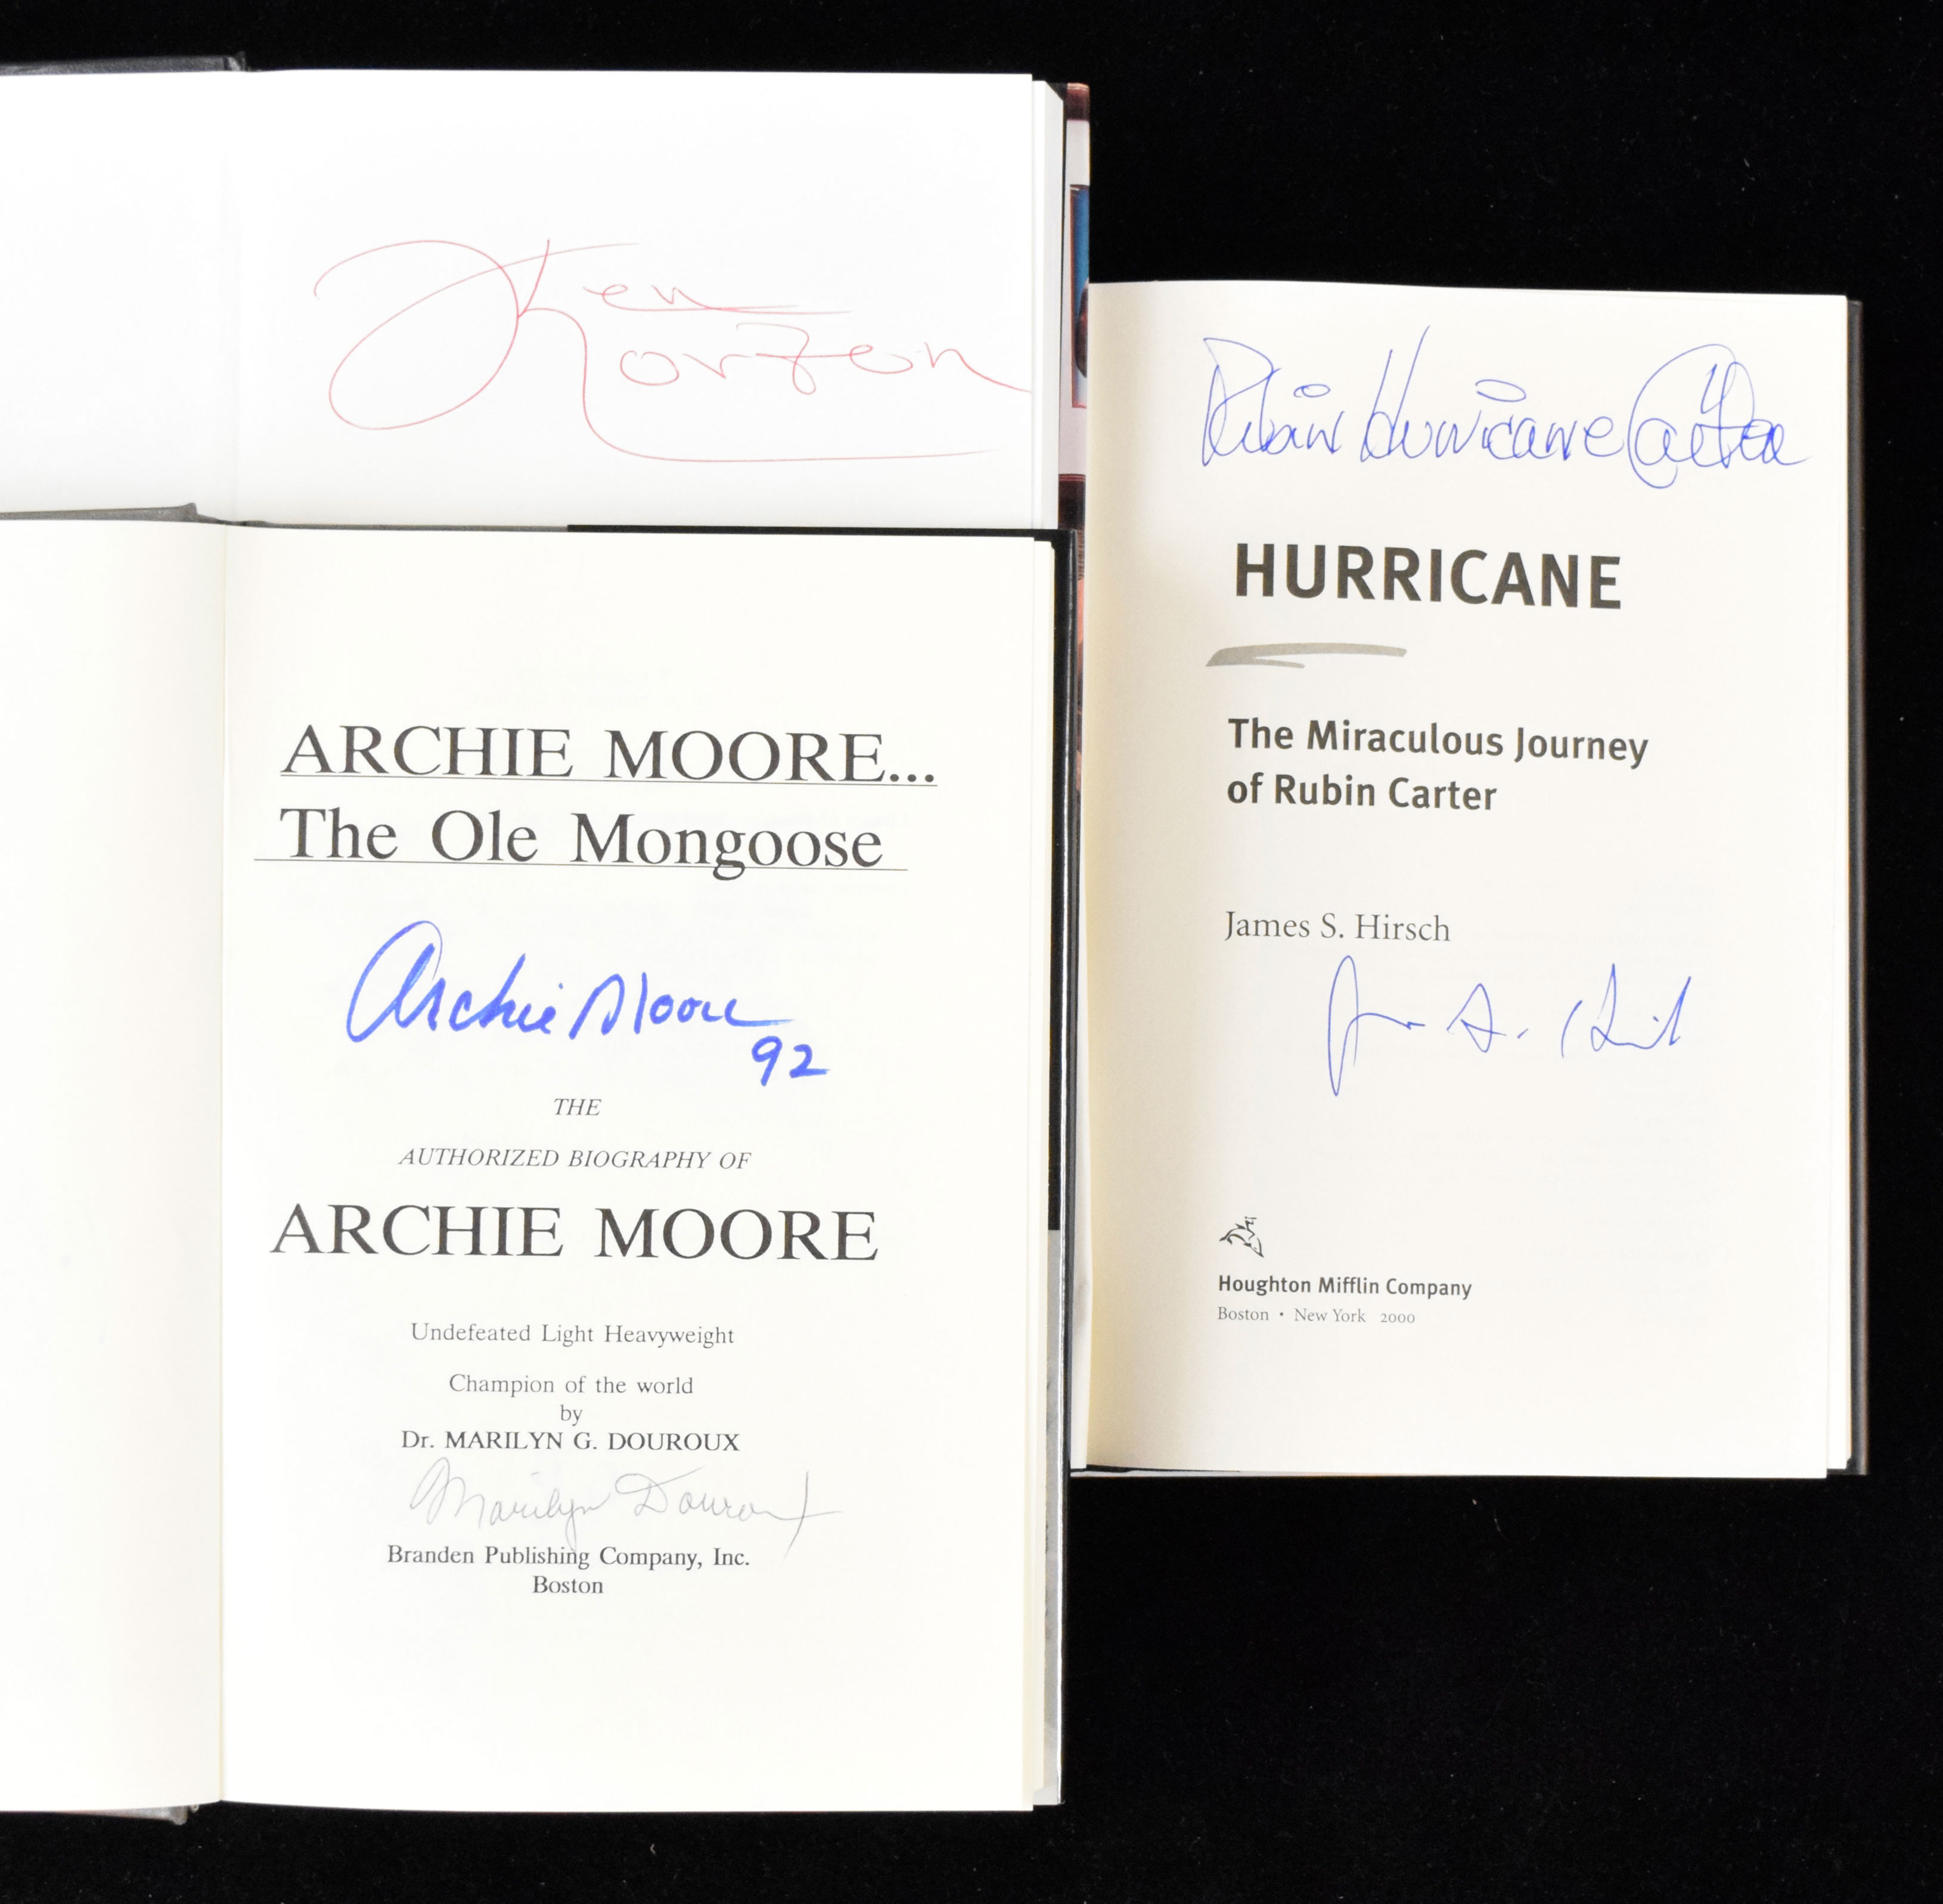 Ken
Norton
ARCHIE MOORE...
The Ole Mongoose
Archie Moore
92
THE
AUTHORIZED BIOGRAPHY OF
ARCHIE MOORE
Undefeated Light Heavyweight
Champion of the world
by
Dr. MARILYN G. DOUROUX
Marilyn Douroux
Branden Publishing Company, Inc.
Boston
Rubin Hurricane Carter
HURRICANE
The Miraculous Journey
of Rubin Carter
James S. Hirsch
James S. Hirsch
Houghton Mifflin Company
Boston • New York 2000